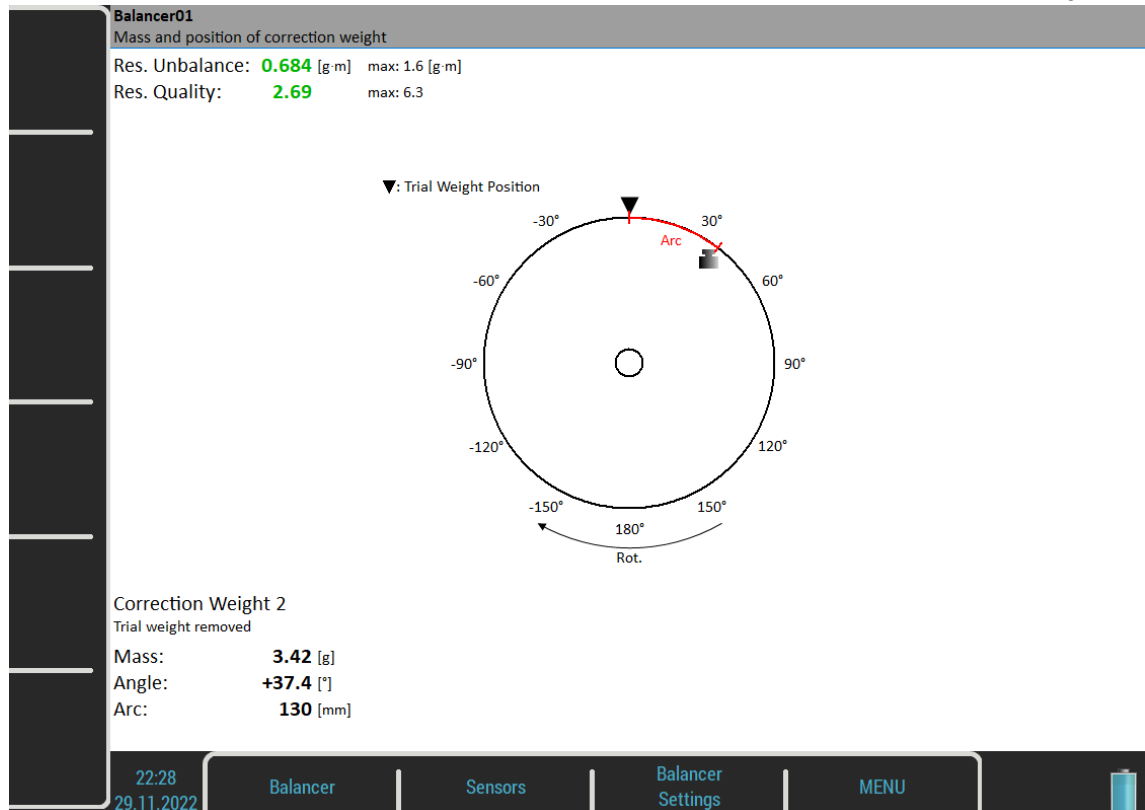 Balancer01
Mass and position of correction weight
Res. Unbalance: 0.684 [g·m] max: 1.6 [g·m]
Res. Quality: 2.69 max: 6.3
▼: Trial Weight Position
-30° 30°
Arc
-60° 60°
-90° 90°
-120° 120°
-150° 150°
180°
Rot.
Correction Weight 2
Trial weight removed
Mass: 3.42 [g]
Angle: +37.4 [°]
Arc: 130 [mm]
22:28
29.11.2022
Balancer
Sensors
Balancer
Settings
MENU